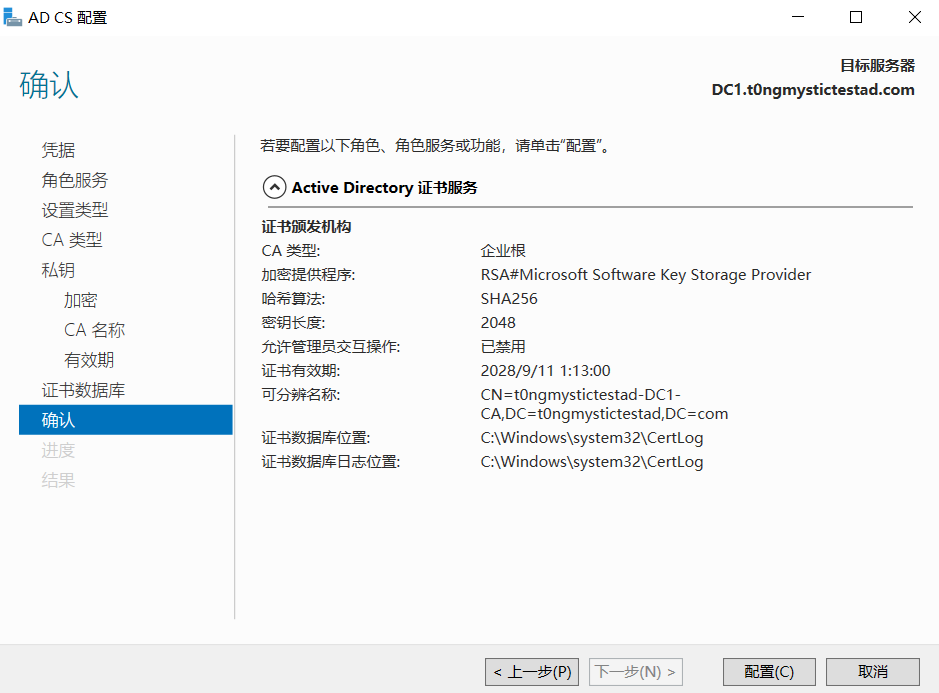 AD CS 配置
确认
目标服务器
DC1.t0ngmystictestad.com
凭据
角色服务
设置类型
CA 类型
私钥
加密
CA 名称
有效期
证书数据库
确认
进度
结果
若要配置以下角色、角色服务或功能，请单击“配置”。
Active Directory 证书服务
证书颁发机构
CA 类型: 企业根
加密提供程序: RSA#Microsoft Software Key Storage Provider
哈希算法: SHA256
密钥长度: 2048
允许管理员交互操作: 已禁用
证书有效期: 2028/9/11 1:13:00
可分辨名称: CN=t0ngmystictestad-DC1-
CA,DC=t0ngmystictestad,DC=com
证书数据库位置: C:\Windows\system32\CertLog
证书数据库日志位置: C:\Windows\system32\CertLog
< 上一步(P) 下一步(N) > 配置(C) 取消